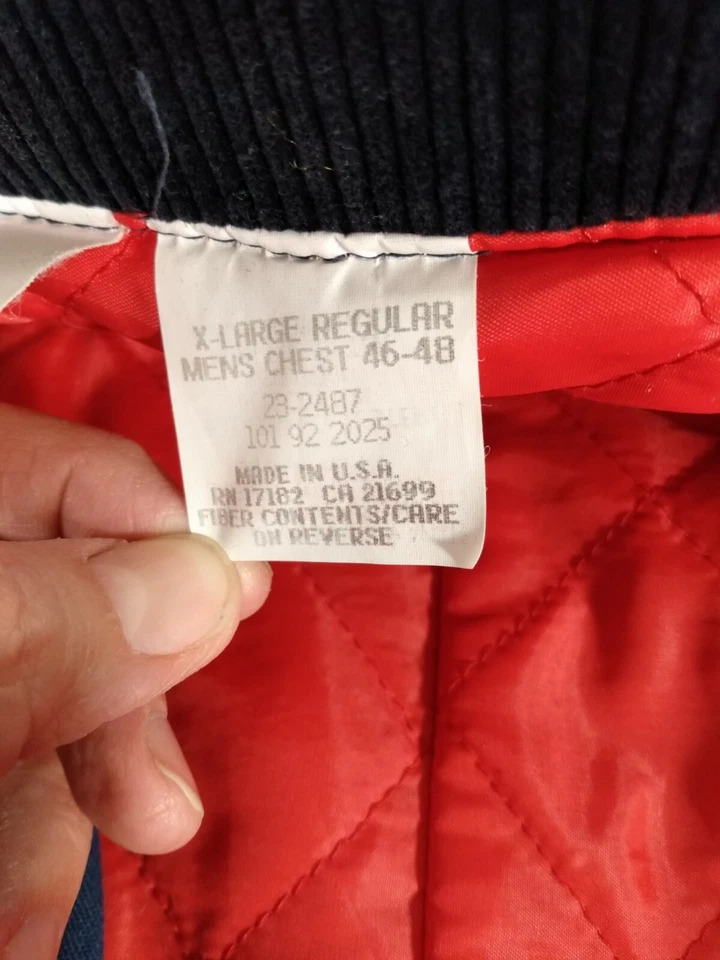 X-LARGE REGULAR
MENS CHEST 46-48
23-2487
101 92 2025
MADE IN U.S.A.
RN 17182 CA 21699
FIBER CONTENTS/CARE
ON REVERSE